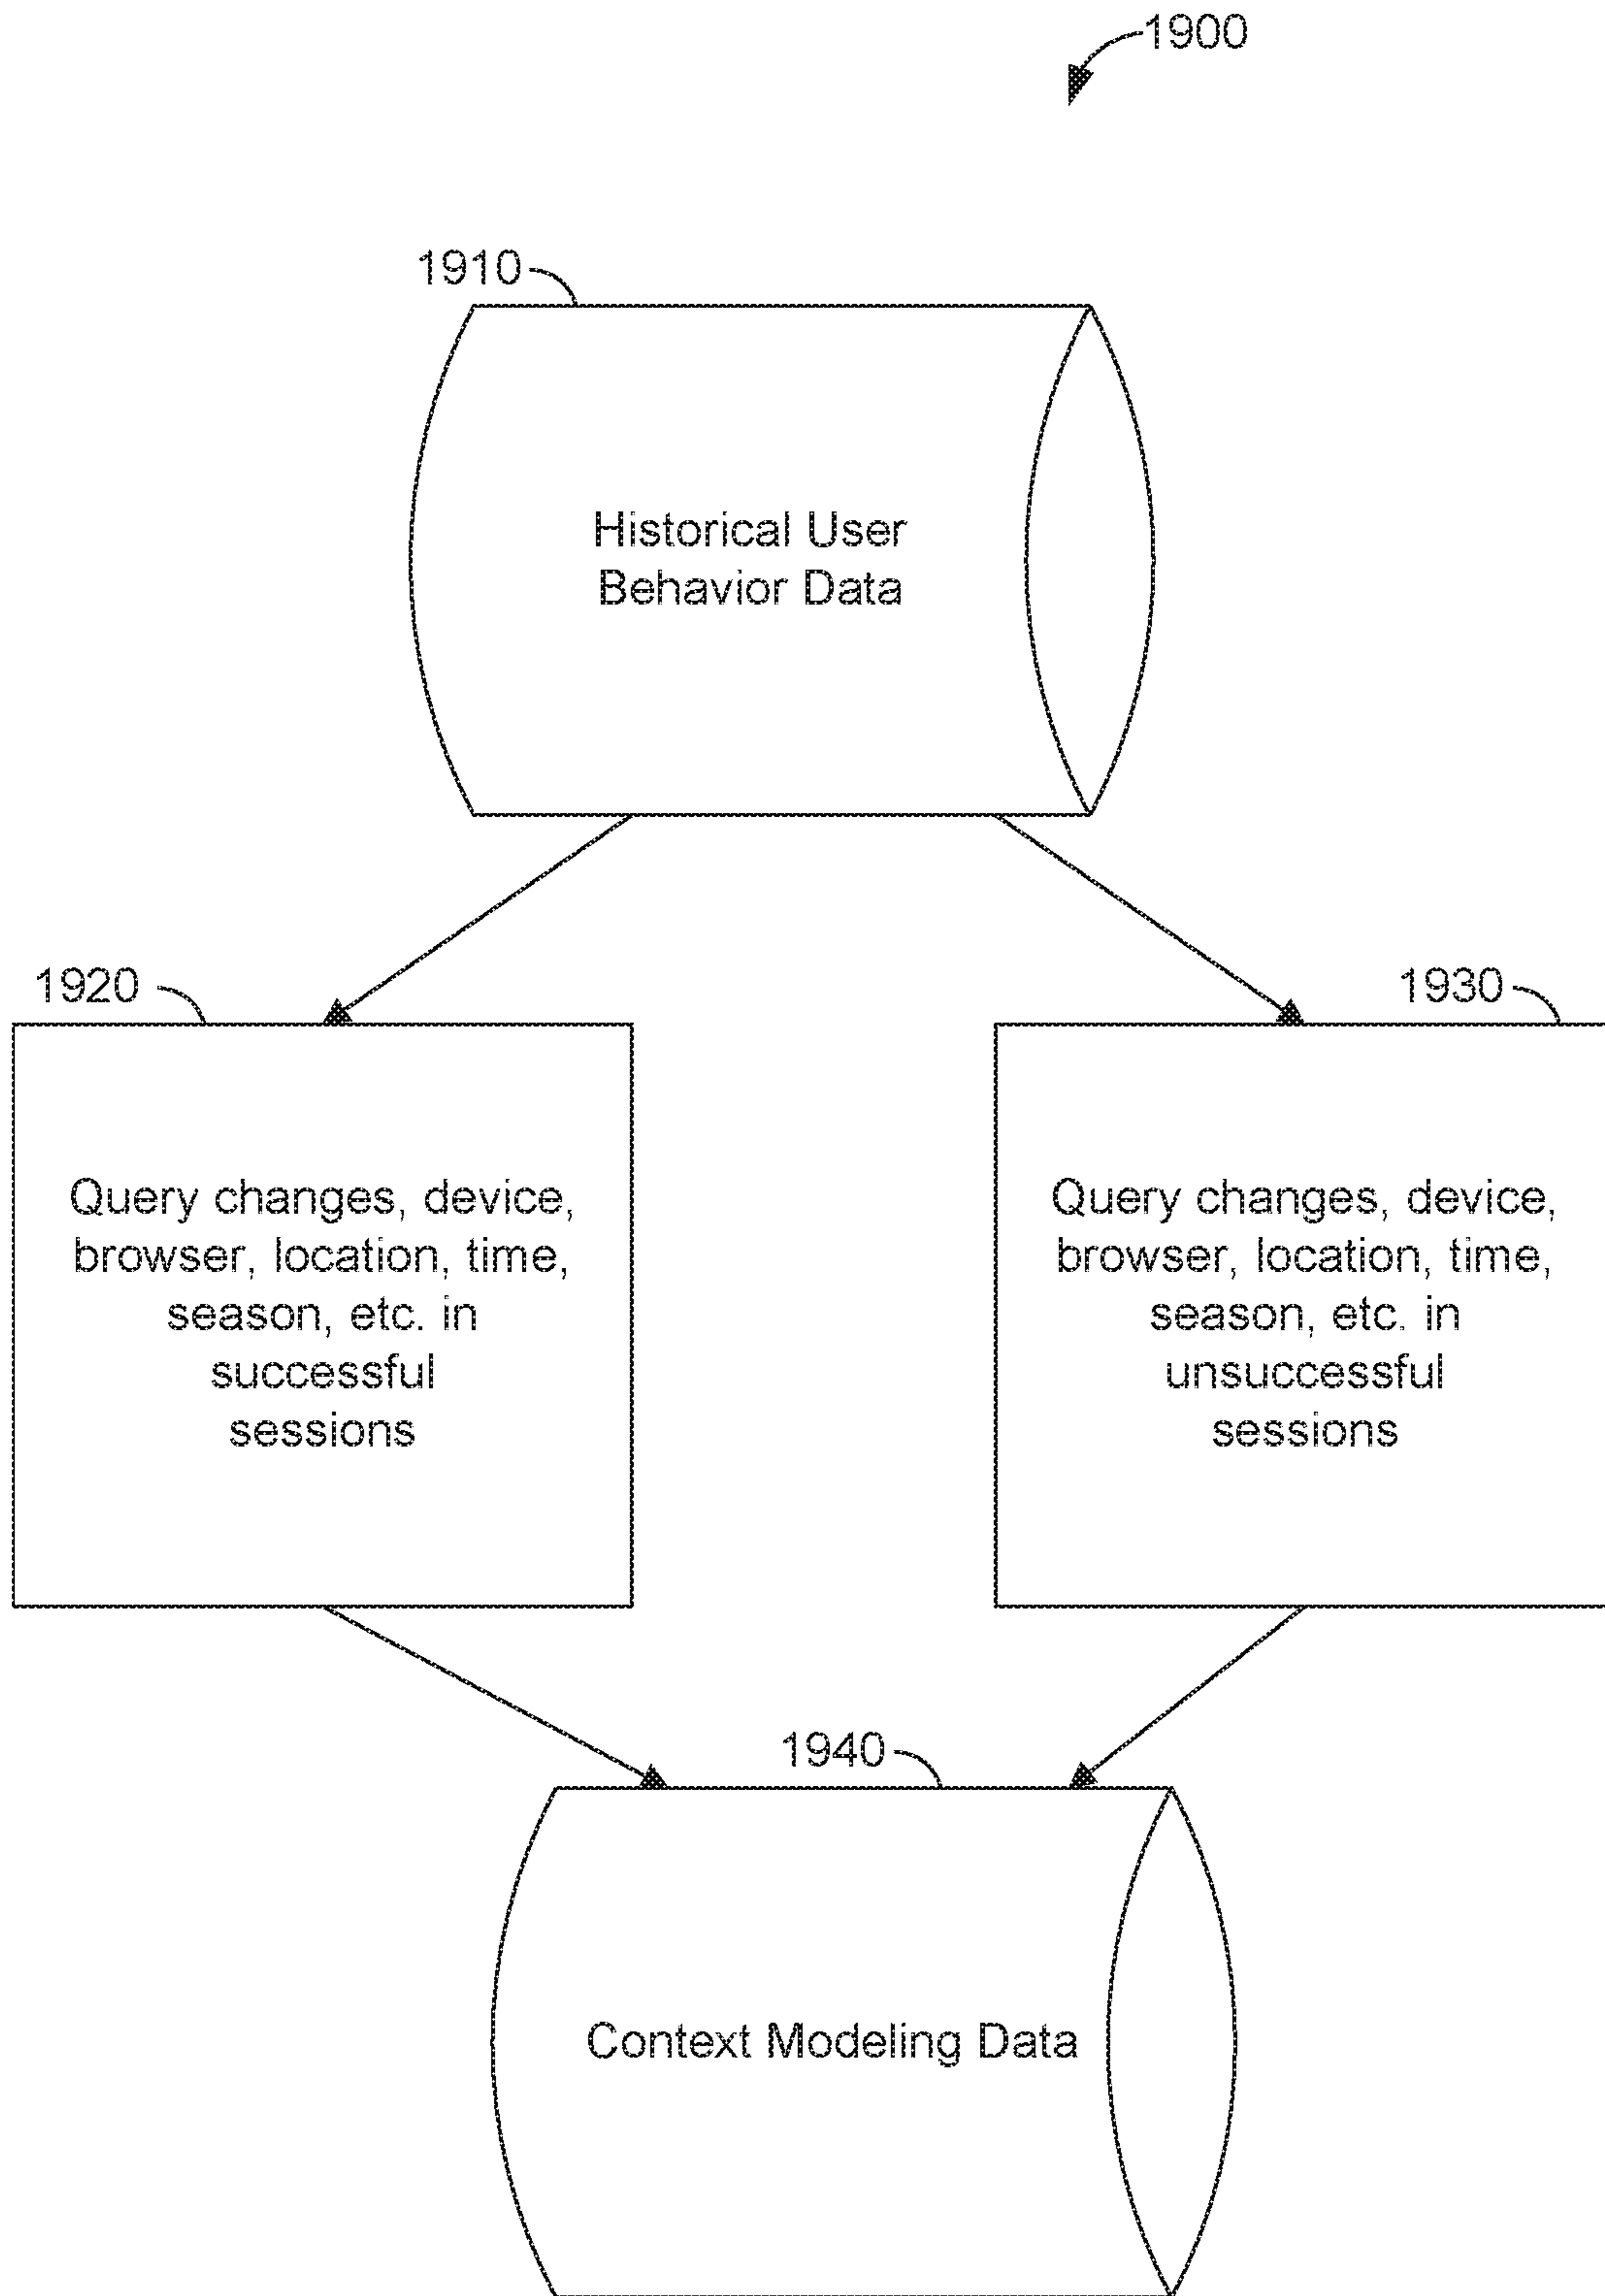 1900
1910
Historical User
Behavior Data
1920
Query changes, device,
browser, location, time,
season, etc. in
successful
sessions
1930
Query changes, device,
browser, location, time,
season, etc. in
unsuccessful
sessions
1940
Context Modeling Data